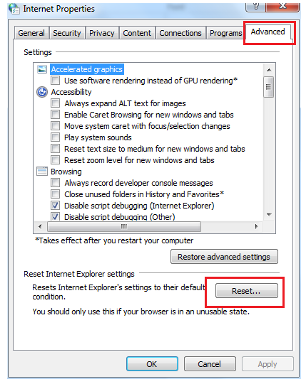 Internet Properties
General
Security
Privacy
Content
Connections
Programs
Advanced
Settings
Accelerated graphics
Use software rendering instead of GPU rendering*
Accessibility
Always expand ALT text for images
Enable Caret Browsing for new windows and tabs
Move system caret with focus/selection changes
Play system sounds
Reset text size to medium for new windows and tabs
Reset zoom level for new windows and tabs
Browsing
Always record developer console messages
Close unused folders in History and Favorites*
Disable script debugging (Internet Explorer)
Disable script debugging (Other)
*Takes effect after you restart your computer
Restore advanced settings
Reset Internet Explorer settings
Resets Internet Explorer's settings to their default
condition.
Reset...
You should only use this if your browser is in an unusable state.
OK
Cancel
Apply